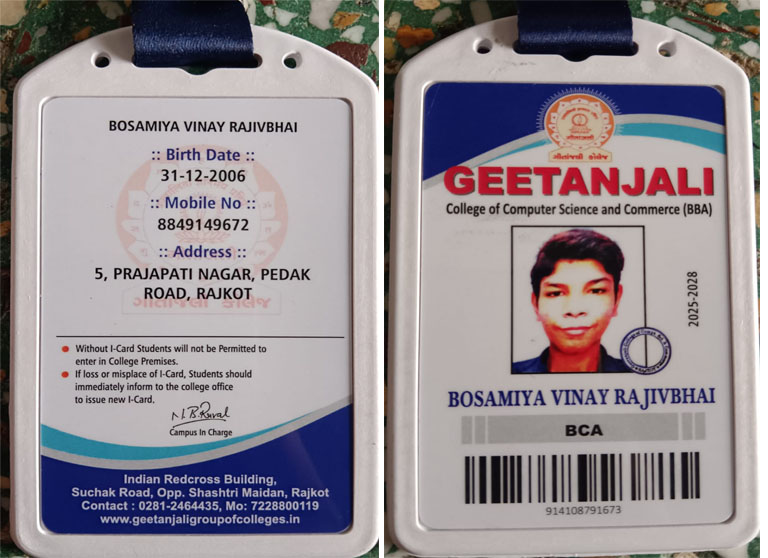 BOSAMIYA VINAY RAJIVBHAI
:: Birth Date ::
31-12-2006
:: Mobile No ::
8849149672
:: Address ::
5, PRAJAPATI NAGAR, PEDAK
ROAD, RAJKOT
ગીતાંજલી કોલેજ
• Without I-Card Students will not be Permitted to
enter in College Premises.
• If loss or misplace of I-Card, Students should
immediately inform to the college office
to issue new I-Card.
N.B.Raval
Campus In Charge
Indian Redcross Building,
Suchak Road, Opp. Shashtri Maidan, Rajkot
Contact : 0281-2464435, Mo: 7228800119
www.geetanjaligroupofcolleges.in
ગીતાંજલી કોલેજ
GEETANJALI
College of Computer Science and Commerce (BBA)
2025-2028
BOSAMIYA VINAY RAJIVBHAI
BCA
914108791673